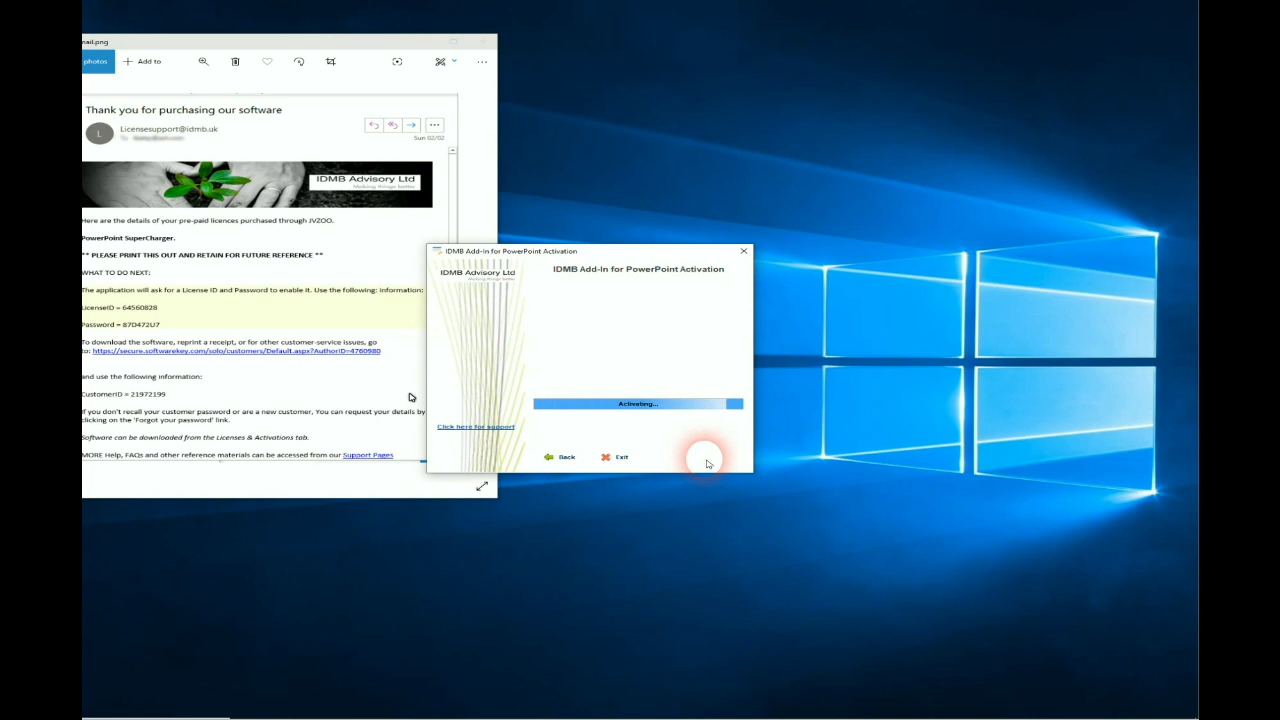 nail.png
photos
Add to
Thank you for purchasing our software
L
Licensesupport@idmb.uk
To
Sun 02/02
IDMB Advisory Ltd
Making things better
Here are the details of your pre-paid licences purchased through JVZOO.
PowerPoint SuperCharger.
** PLEASE PRINT THIS OUT AND RETAIN FOR FUTURE REFERENCE **
WHAT TO DO NEXT:
The application will ask for a License ID and Password to enable it. Use the following: information:
LicenseID = 64560828
Password = 87D472U7
To download the software, reprint a receipt, or for other customer-service issues, go
to: https://secure.softwarekey.com/solo/customers/Default.aspx?AuthorID=4760980
and use the following information:
CustomerID = 21972199
If you don't recall your customer password or are a new customer, You can request your details by
clicking on the 'Forgot your password' link.
Software can be downloaded from the Licenses & Activations tab.
MORE Help, FAQs and other reference materials can be accessed from our Support Pages
IDMB Add-In for PowerPoint Activation
IDMB Advisory Ltd
Making things better
IDMB Add-In for PowerPoint Activation
Activating...
Click here for support
Back
Exit